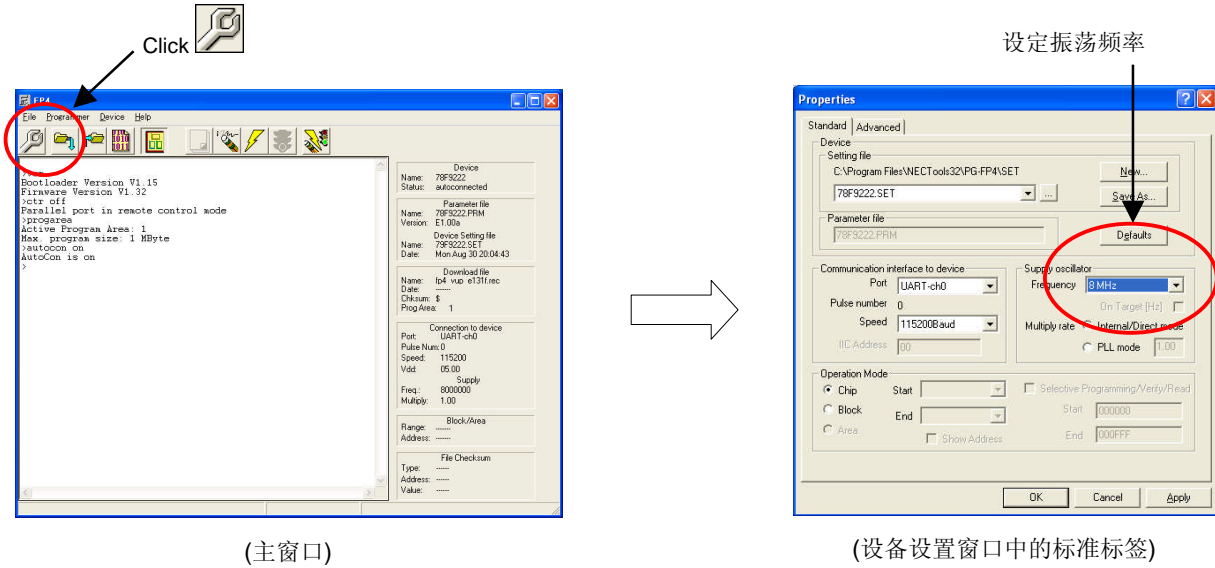 Click
设定振荡频率
FP4
File Programmer Device Help
Bootloader Version V1.15
Firmware Version V1.32
>ctr off
Parallel port in remote control mode
>progarea
Active Program Area: 1
Max. program size: 1 MByte
>autocon on
AutoCon is on
>
Device
Name: 78F9222
Status: autoconnected
Parameter file
Name: 78F9222.PRM
Version: E1.00a
Device Setting file
Name: 79F9222.SET
Date: Mon Aug 30 20:04:43
Download file
Name: fp4 vup e131f.rec
Date: ------
Chksum: $
Prog Area: 1
Connection to device
Port: UART-ch0
Pulse Num: 0
Speed: 115200
Vdd: 05.00
Supply
Freq.: 8000000
Multiply: 1.00
Block/Area
Range: ------
Address: ------
File Checksum
Type: ------
Address: ------
Value: ------
(主窗口)
Properties
Standard Advanced
Device
Setting file
C:\Program Files\NECTools32\PG-FP4\SET
New...
78F9222.SET
...
Save As...
Parameter file
78F9222.PRM
Defaults
Communication interface to device
Port UART-ch0
Pulse number 0
Speed 115200Baud
IIC Address 00
Supply oscillator
Frequency 8 MHz
On Target [Hz]
Multiply rate Internal/Direct mode
PLL mode 1.00
Operation Mode
Chip Start
Block End
Area
Show Address
Selective Programming/Verify/Read
Start 000000
End 000FFF
OK Cancel Apply
(设备设置窗口中的标准标签)